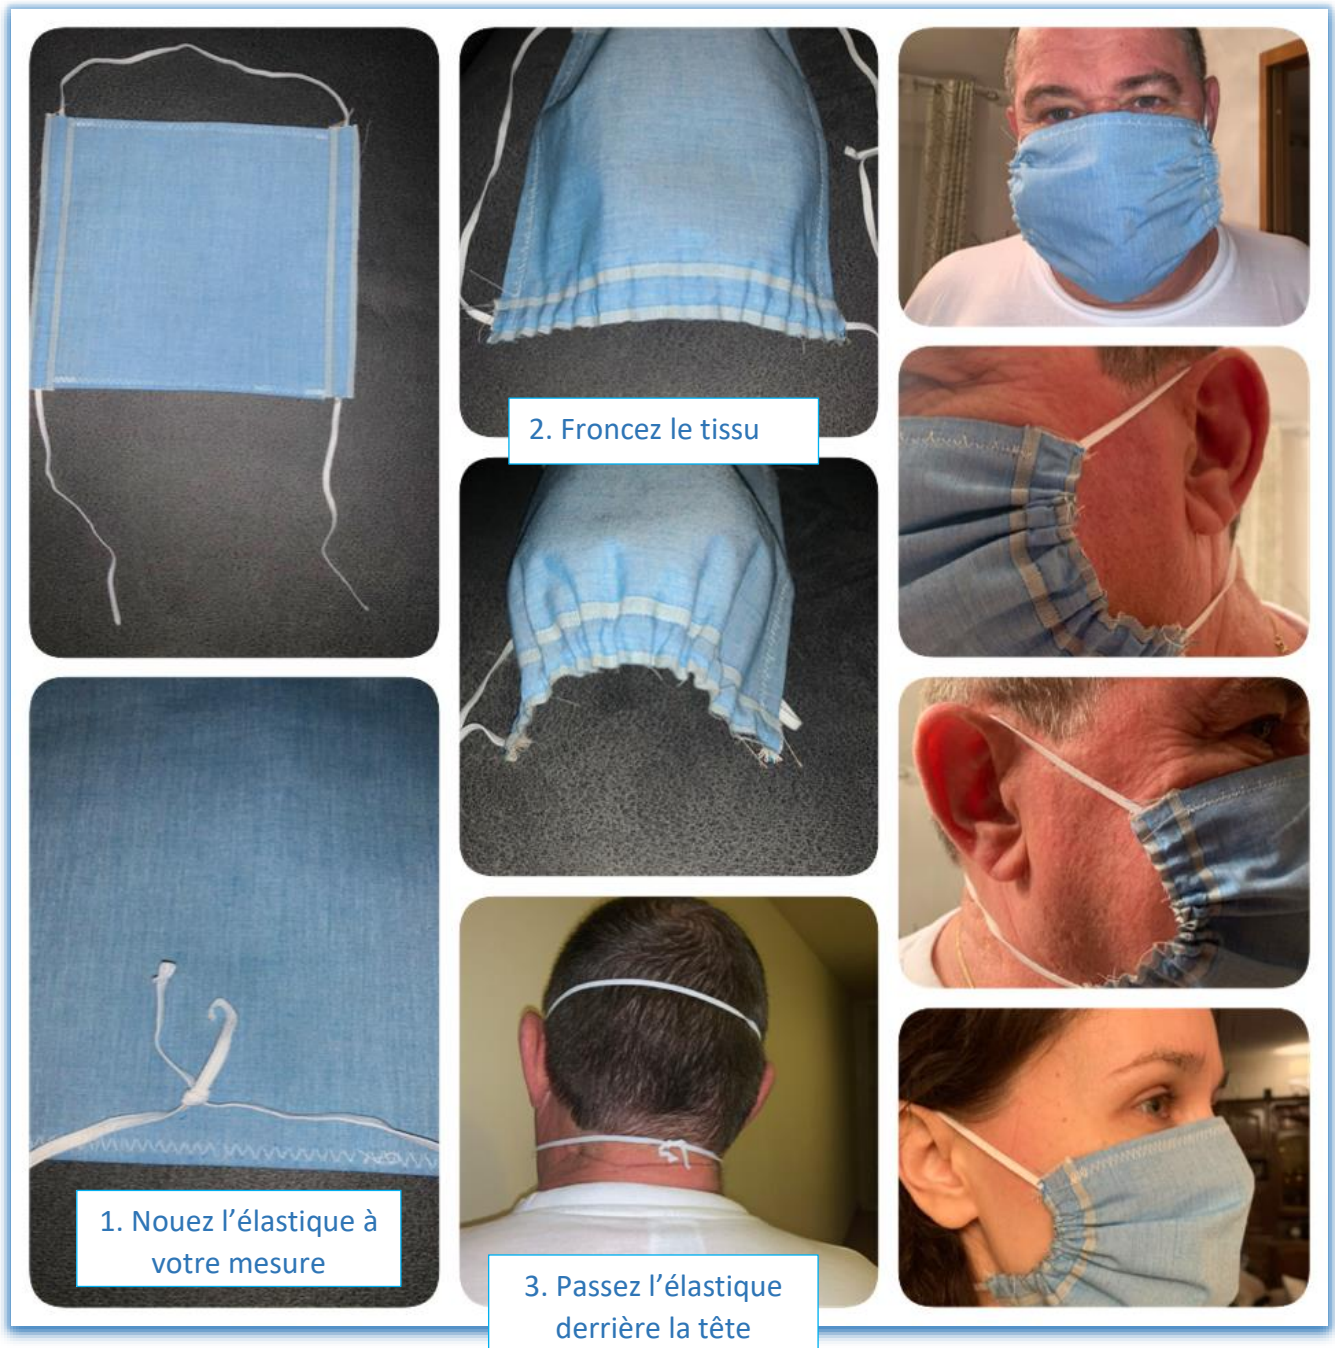 1. Nouez l’élastique à
votre mesure
2. Froncez le tissu
3. Passez l’élastique
derrière la tête